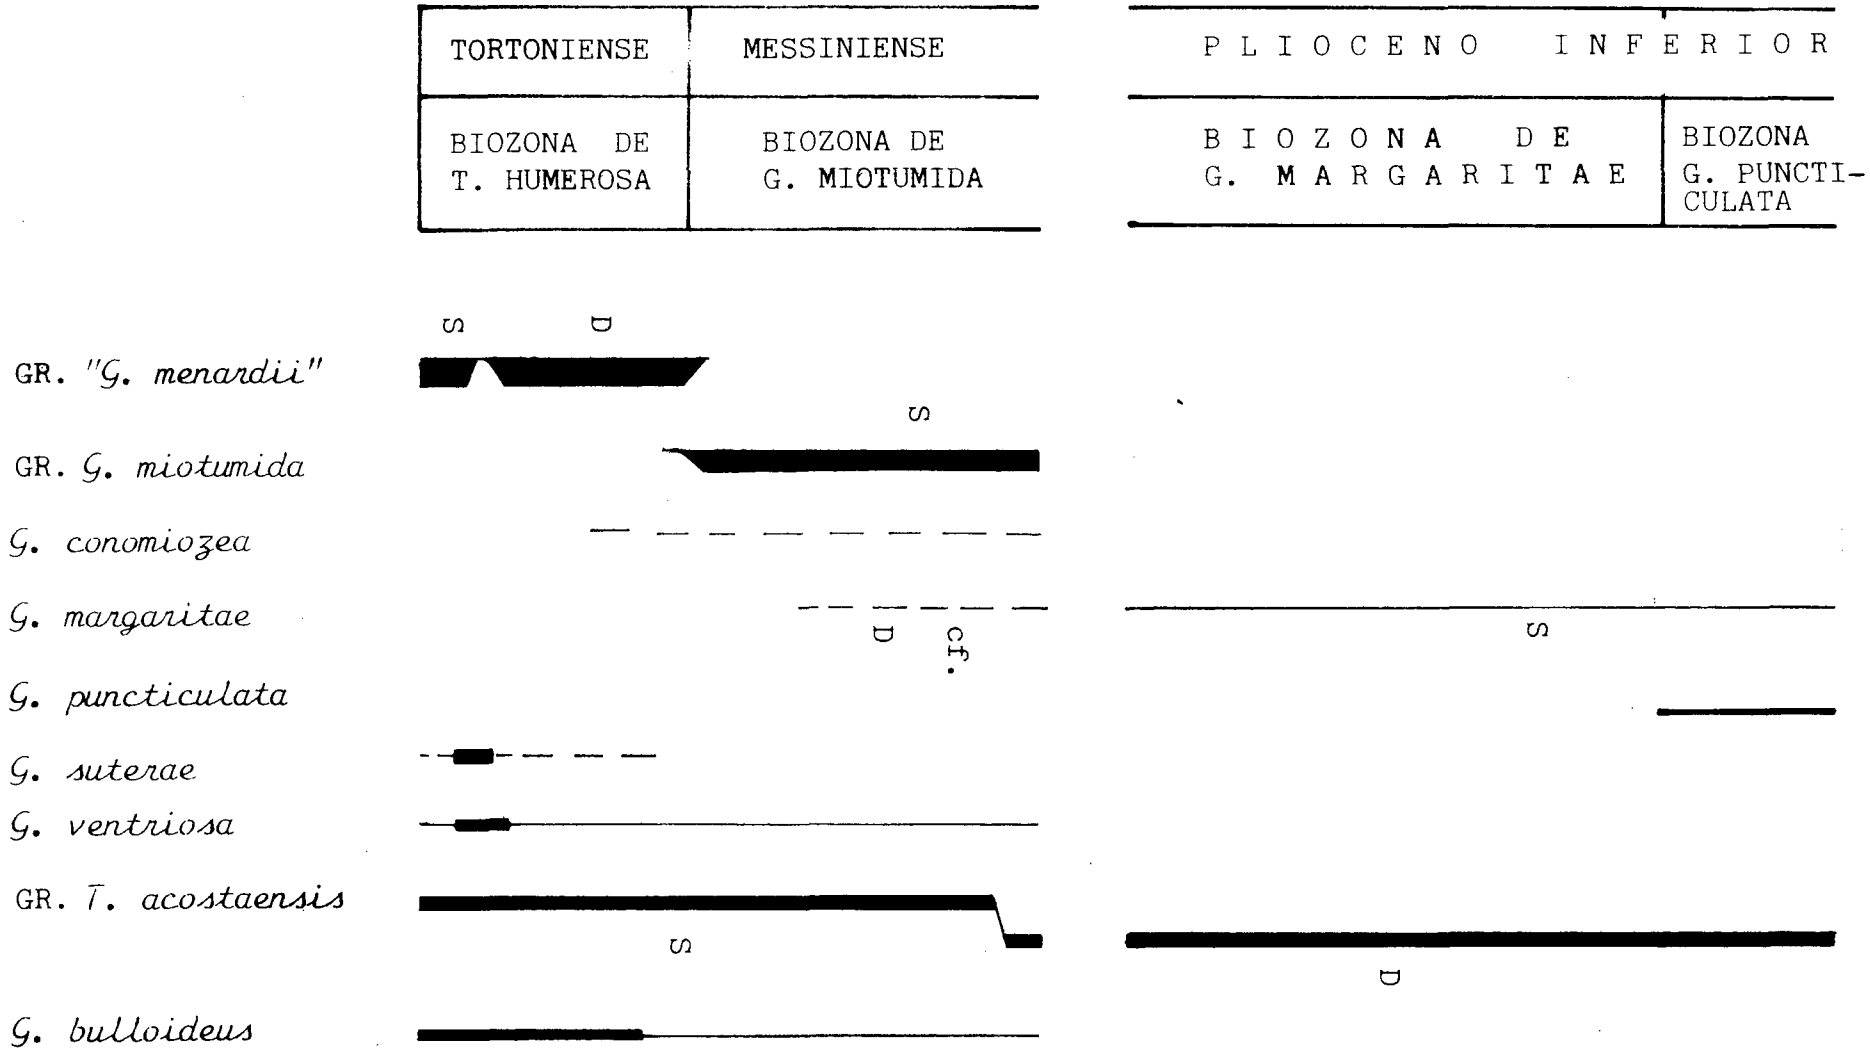 TORTONIENSE MESSINIENSE PLIOCENO INFERIOR
BIOZONA DE BIOZONA DE BIOZONA DE BIOZONA
T. HUMEROSA G. MIOTUMIDA G. MARGARITAE G. PUNCTI-
CULATA
S D
GR. "G. menardii"
S
GR. G. miotumida
G. conomiozea
G. margaritae
D cf. S
G. puncticulata
G. suterae
G. ventriosa
GR. T. acostaensis
S
D
G. bulloideus